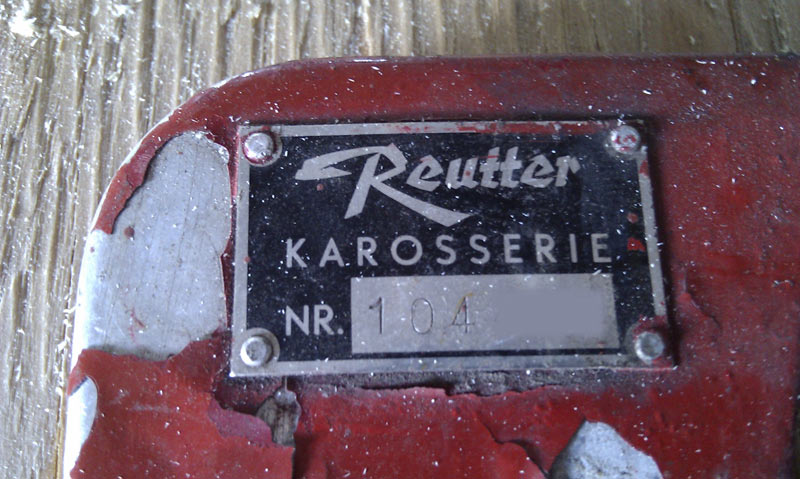 Reutter
KAROSSERIE
NR. 104